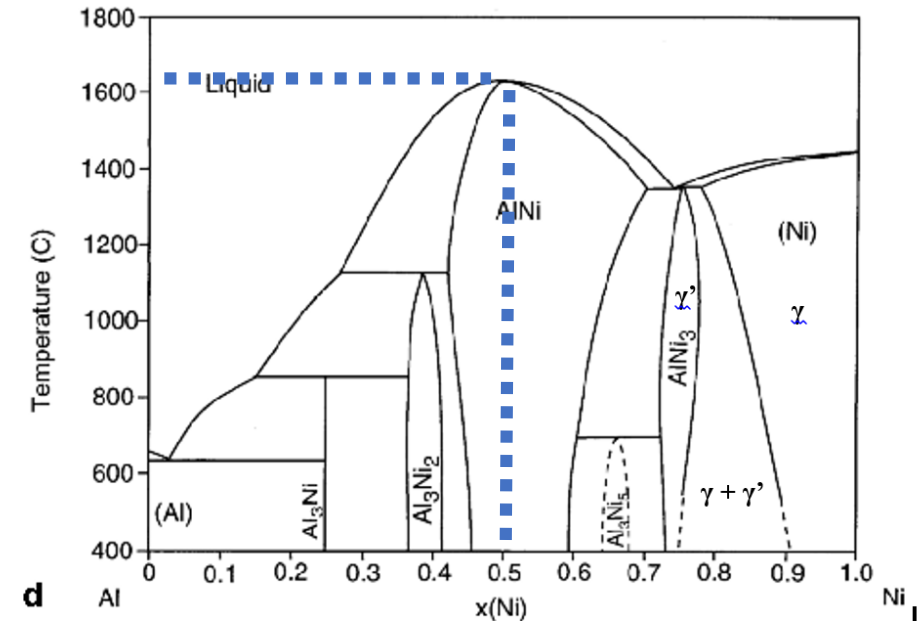 1800
1600
1400
1200
1000
800
600
400
Temperature (C)
Liquid
AlNi
(Ni)
γ'
γ
AlNi3
γ + γ'
(Al)
Al3Ni
Al3Ni2
Al3Ni5
0 0.1 0.2 0.3 0.4 0.5 0.6 0.7 0.8 0.9 1.0
d Al x(Ni) Ni